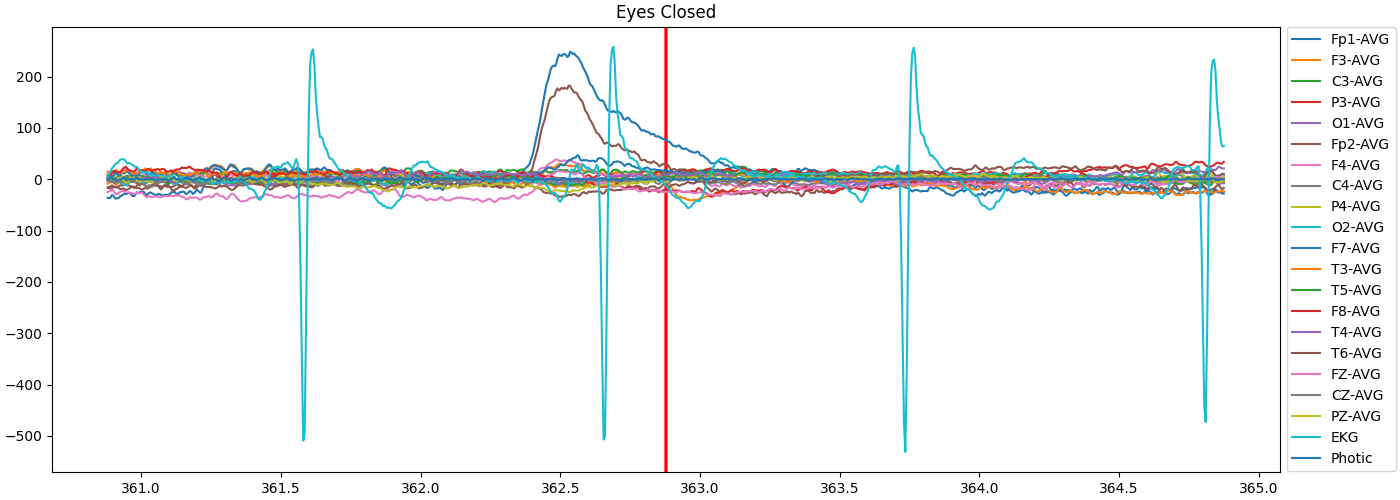 Eyes Closed
200
100
0
−100
−200
−300
−400
−500
361.0 361.5 362.0 362.5 363.0 363.5 364.0 364.5 365.0
Fp1-AVG
F3-AVG
C3-AVG
P3-AVG
O1-AVG
Fp2-AVG
F4-AVG
C4-AVG
P4-AVG
O2-AVG
F7-AVG
T3-AVG
T5-AVG
F8-AVG
T4-AVG
T6-AVG
FZ-AVG
CZ-AVG
PZ-AVG
EKG
Photic